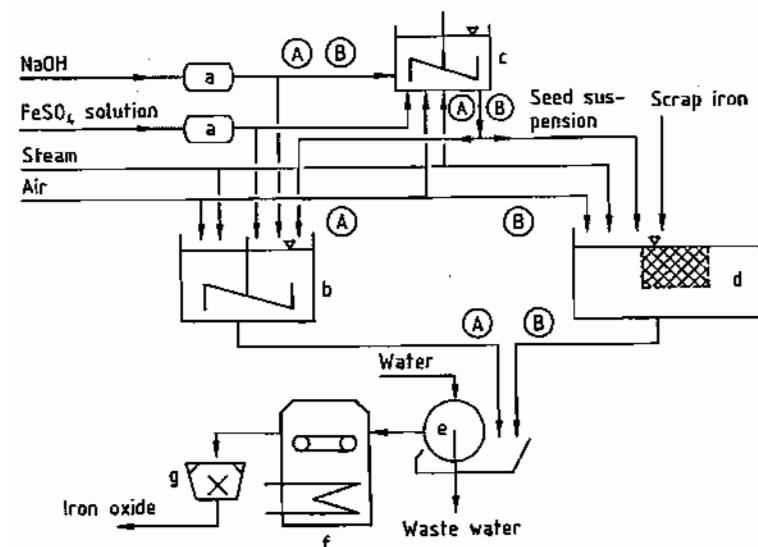 NaOH
a
A B
c
FeSO4 solution
a
A B
Seed sus-
pension
Scrap iron
Steam
Air
A
B
b
d
A
B
Water
e
g
Iron oxide
f
Waste water